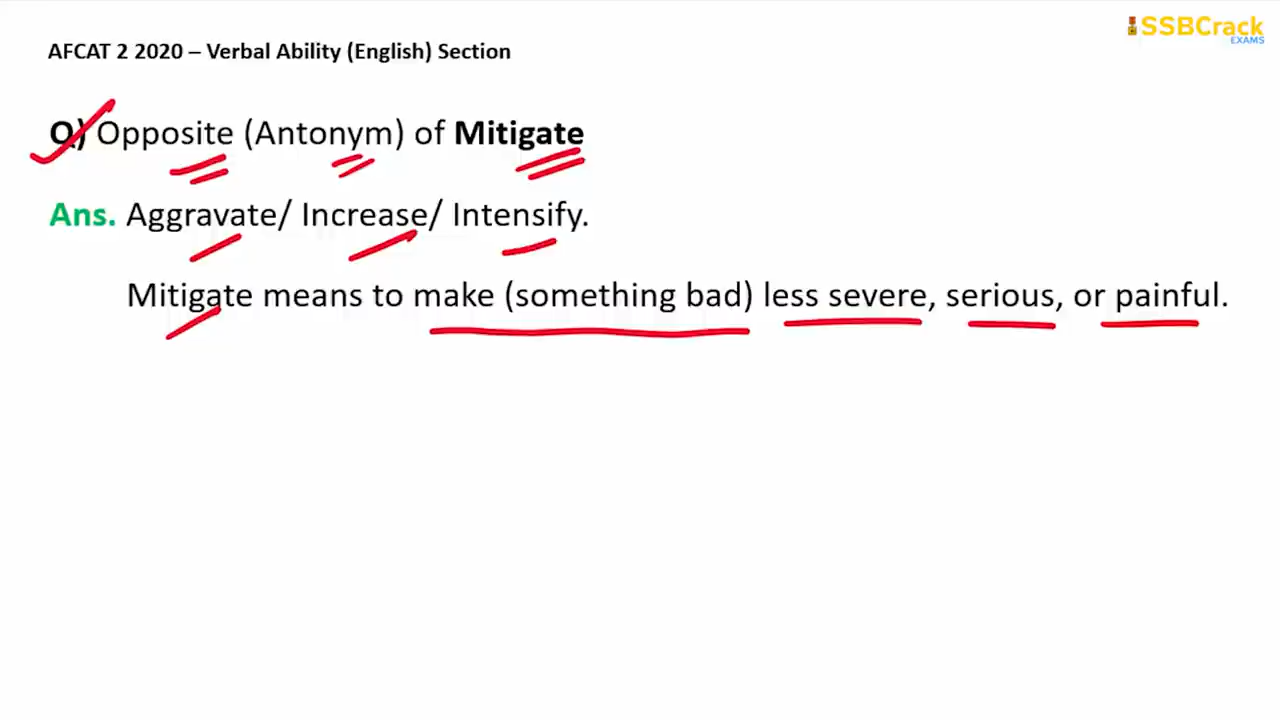 SSBCrack
EXAMS
AFCAT 2 2020 – Verbal Ability (English) Section
Q) Opposite (Antonym) of Mitigate
Ans. Aggravate/ Increase/ Intensify.
Mitigate means to make (something bad) less severe, serious, or painful.